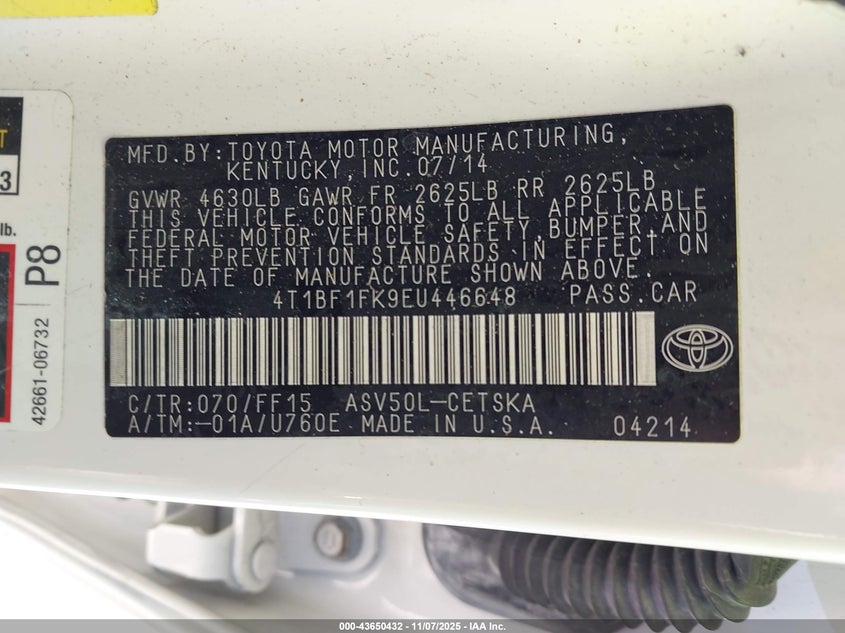 MFD. BY: TOYOTA MOTOR MANUFACTURING,
KENTUCKY, INC. 07/14
GVWR 4630LB GAWR FR 2625LB RR 2625LB
THIS VEHICLE CONFORMS TO ALL APPLICABLE
FEDERAL MOTOR VEHICLE SAFETY, BUMPER, AND
THEFT PREVENTION STANDARDS IN EFFECT ON
THE DATE OF MANUFACTURE SHOWN ABOVE.
4T1BF1FK9EU446648 PASS. CAR
C/TR: 070/FF15 ASV50L-CETSKA
A/TM: -01A/U760E MADE IN U.S.A. 04214
lb.
P8
42661-06732
000-43650432 - 11/07/2025 - IAA Inc.